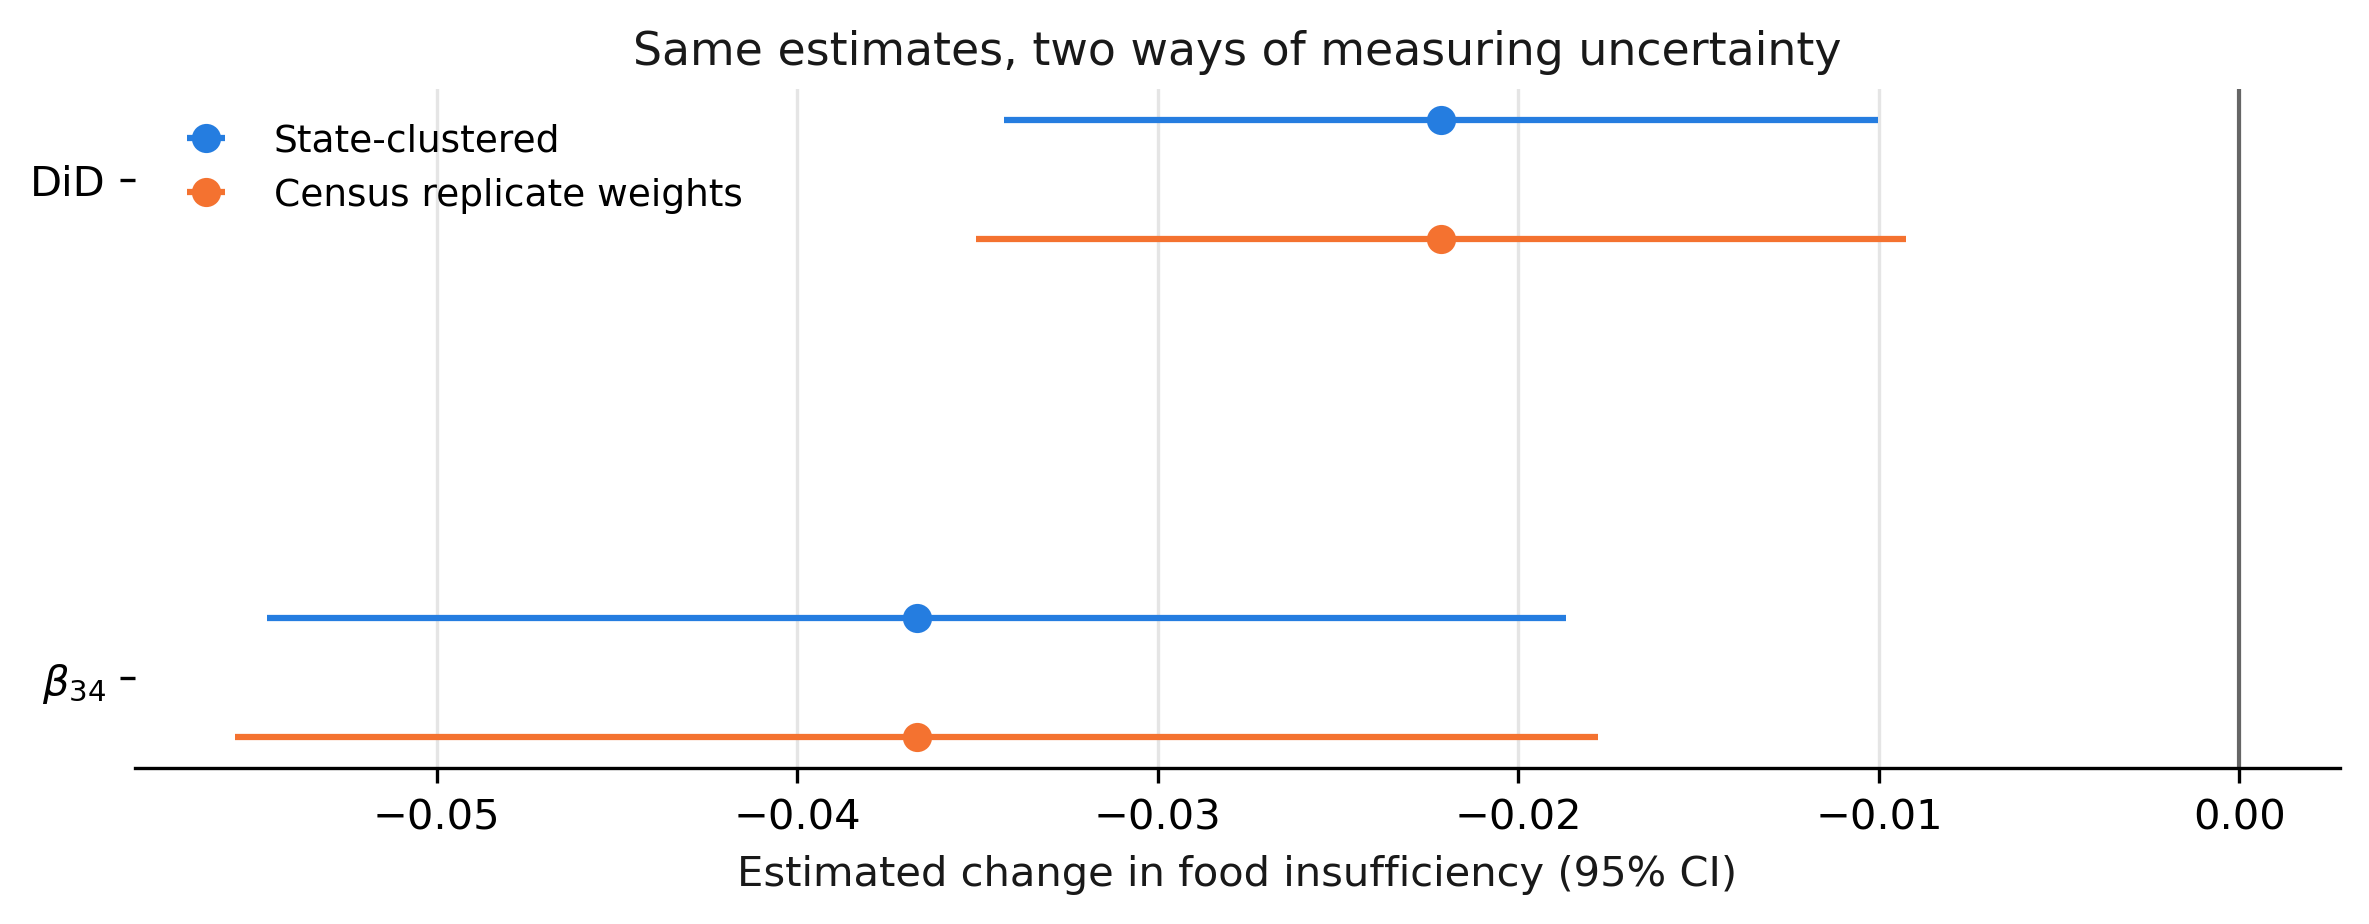 Same estimates, two ways of measuring uncertainty
State-clustered
Census replicate weights
DiD
β₃₄
−0.05 −0.04 −0.03 −0.02 −0.01 0.00
Estimated change in food insufficiency (95% CI)